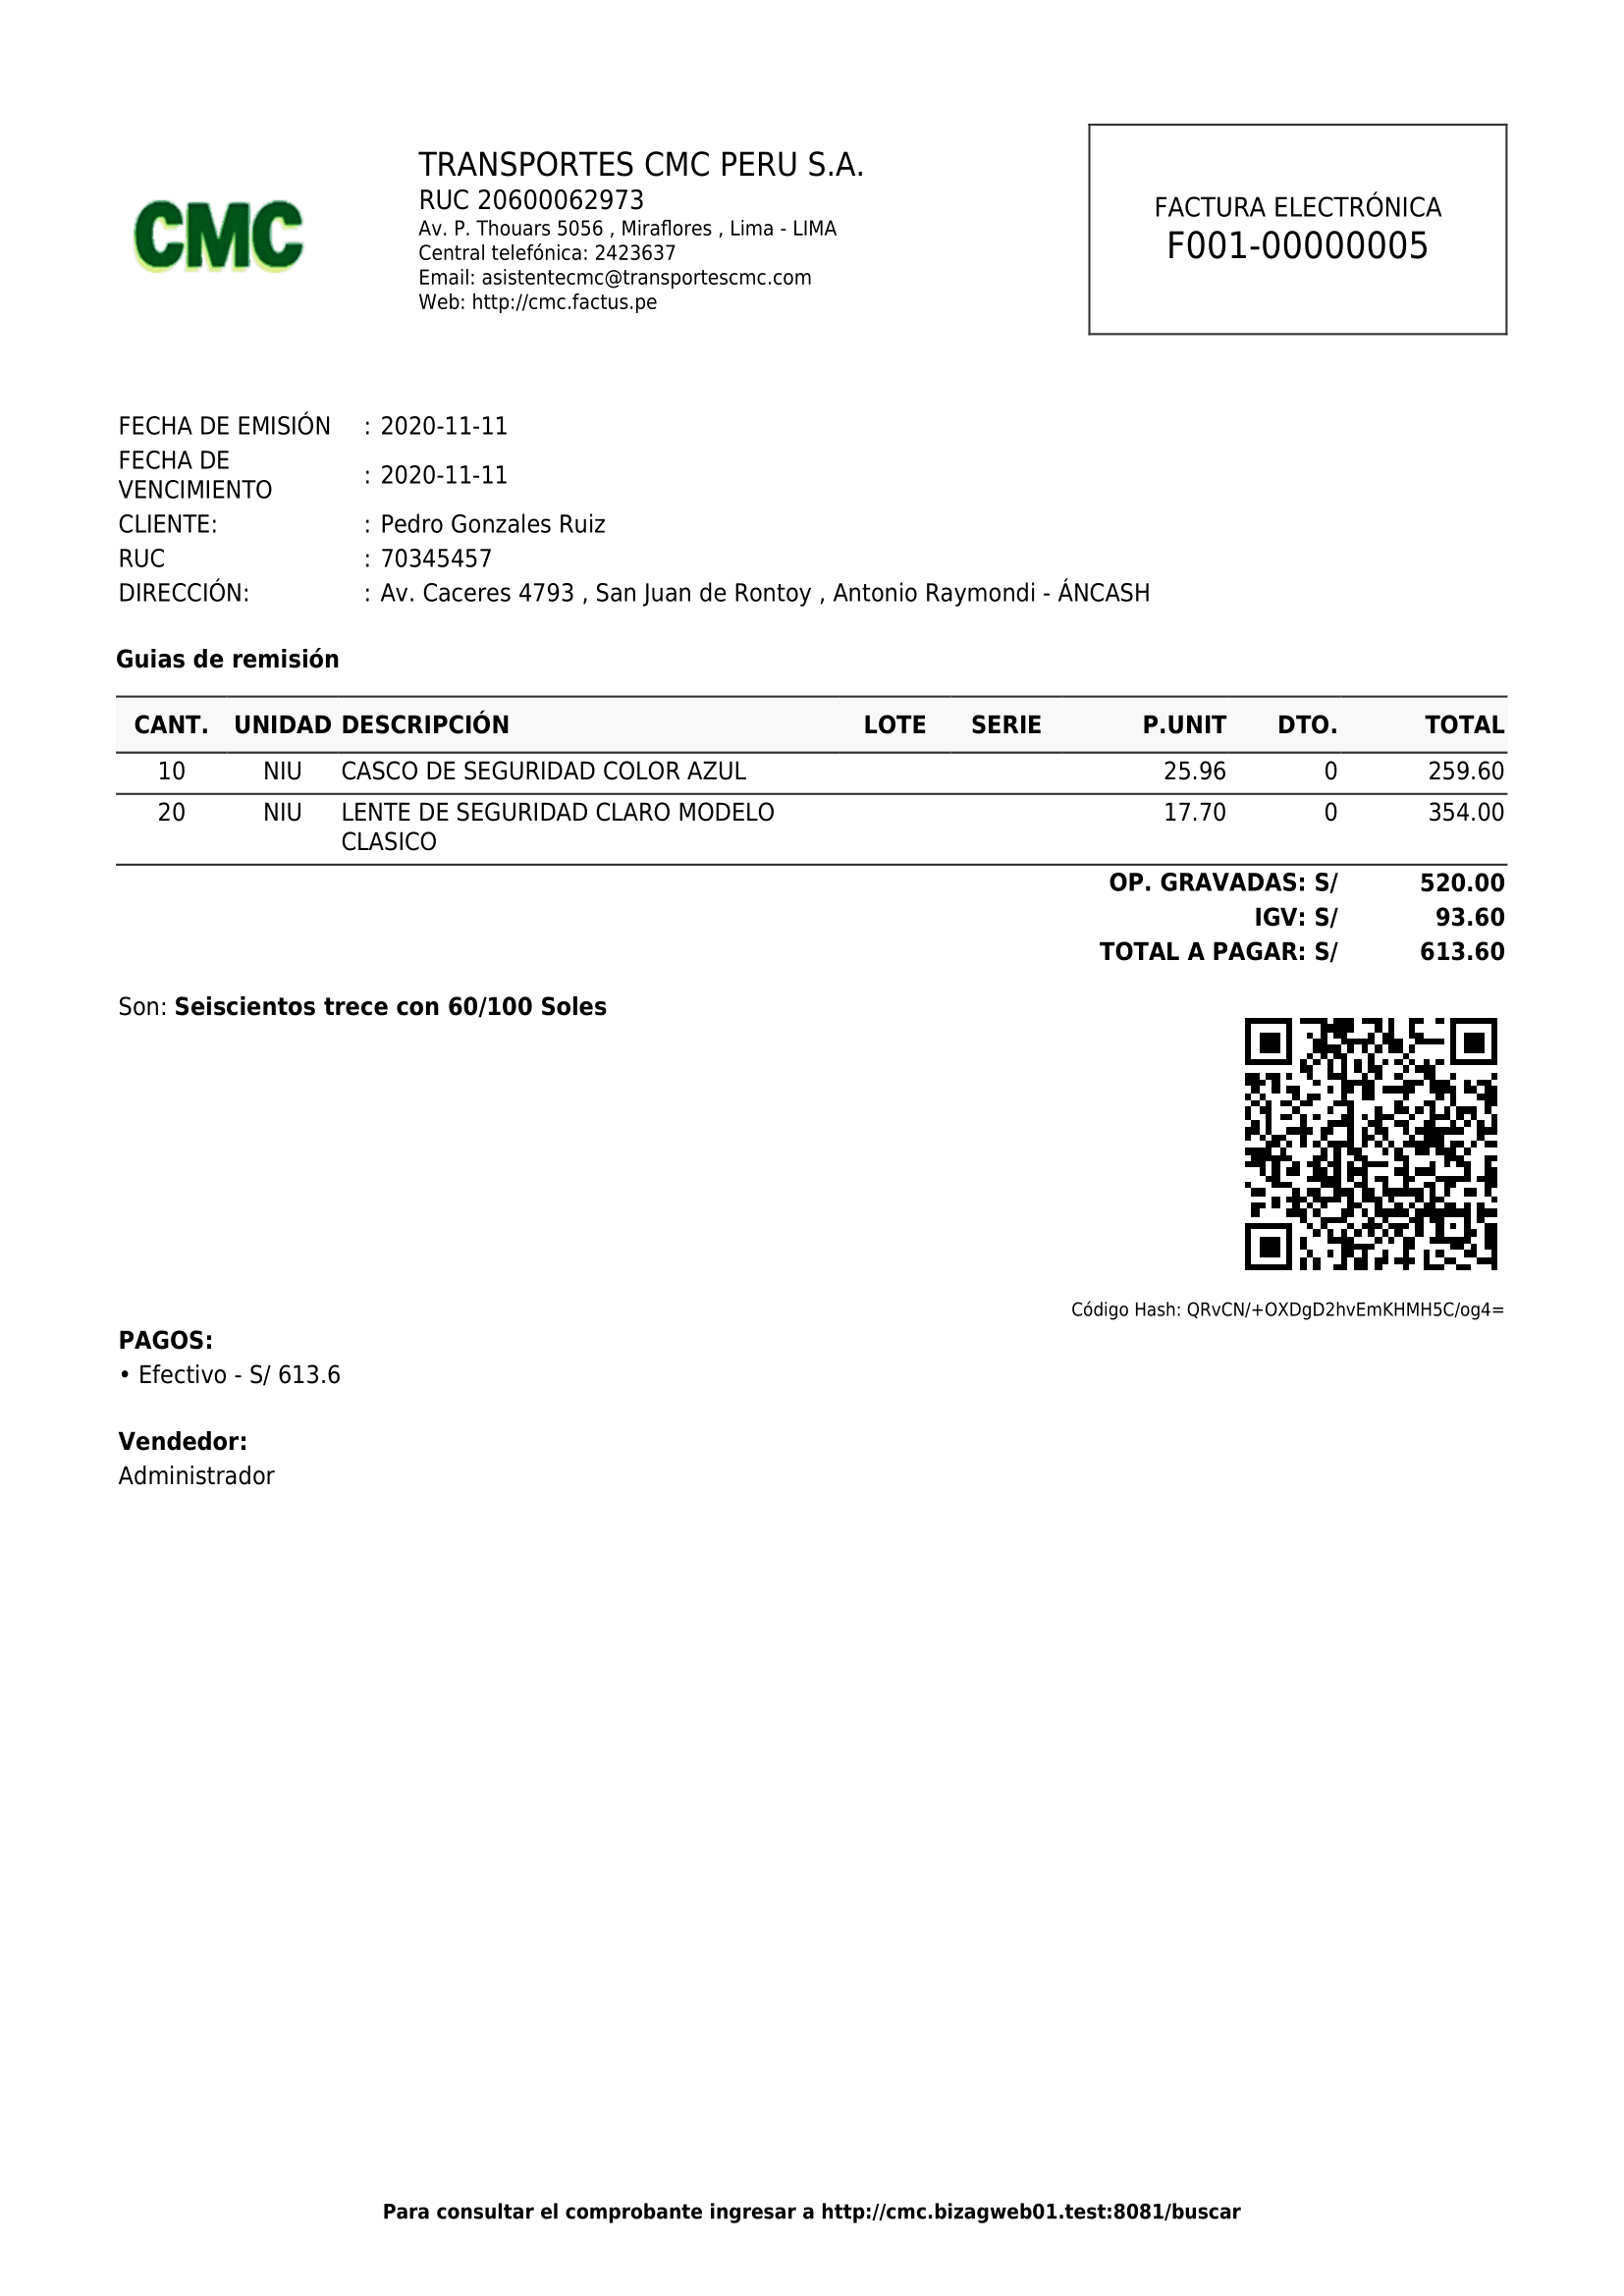 CMC
TRANSPORTES CMC PERU S.A.
RUC 20600062973
Av. P. Thouars 5056 , Miraflores , Lima - LIMA
Central telefónica: 2423637
Email: asistentecmc@transportescmc.com
Web: http://cmc.factus.pe
FACTURA ELECTRÓNICA
F001-00000005
FECHA DE EMISIÓN : 2020-11-11
FECHA DE
VENCIMIENTO : 2020-11-11
CLIENTE: : Pedro Gonzales Ruiz
RUC : 70345457
DIRECCIÓN: : Av. Caceres 4793 , San Juan de Rontoy , Antonio Raymondi - ÁNCASH
Guias de remisión
CANT. UNIDAD DESCRIPCIÓN LOTE SERIE P.UNIT DTO. TOTAL
10 NIU CASCO DE SEGURIDAD COLOR AZUL 25.96 0 259.60
20 NIU LENTE DE SEGURIDAD CLARO MODELO 17.70 0 354.00
CLASICO
OP. GRAVADAS: S/ 520.00
IGV: S/ 93.60
TOTAL A PAGAR: S/ 613.60
Son: Seiscientos trece con 60/100 Soles
Código Hash: QRvCN/+OXDgD2hvEmKHMH5C/og4=
PAGOS:
• Efectivo - S/ 613.6
Vendedor:
Administrador
Para consultar el comprobante ingresar a http://cmc.bizagweb01.test:8081/buscar